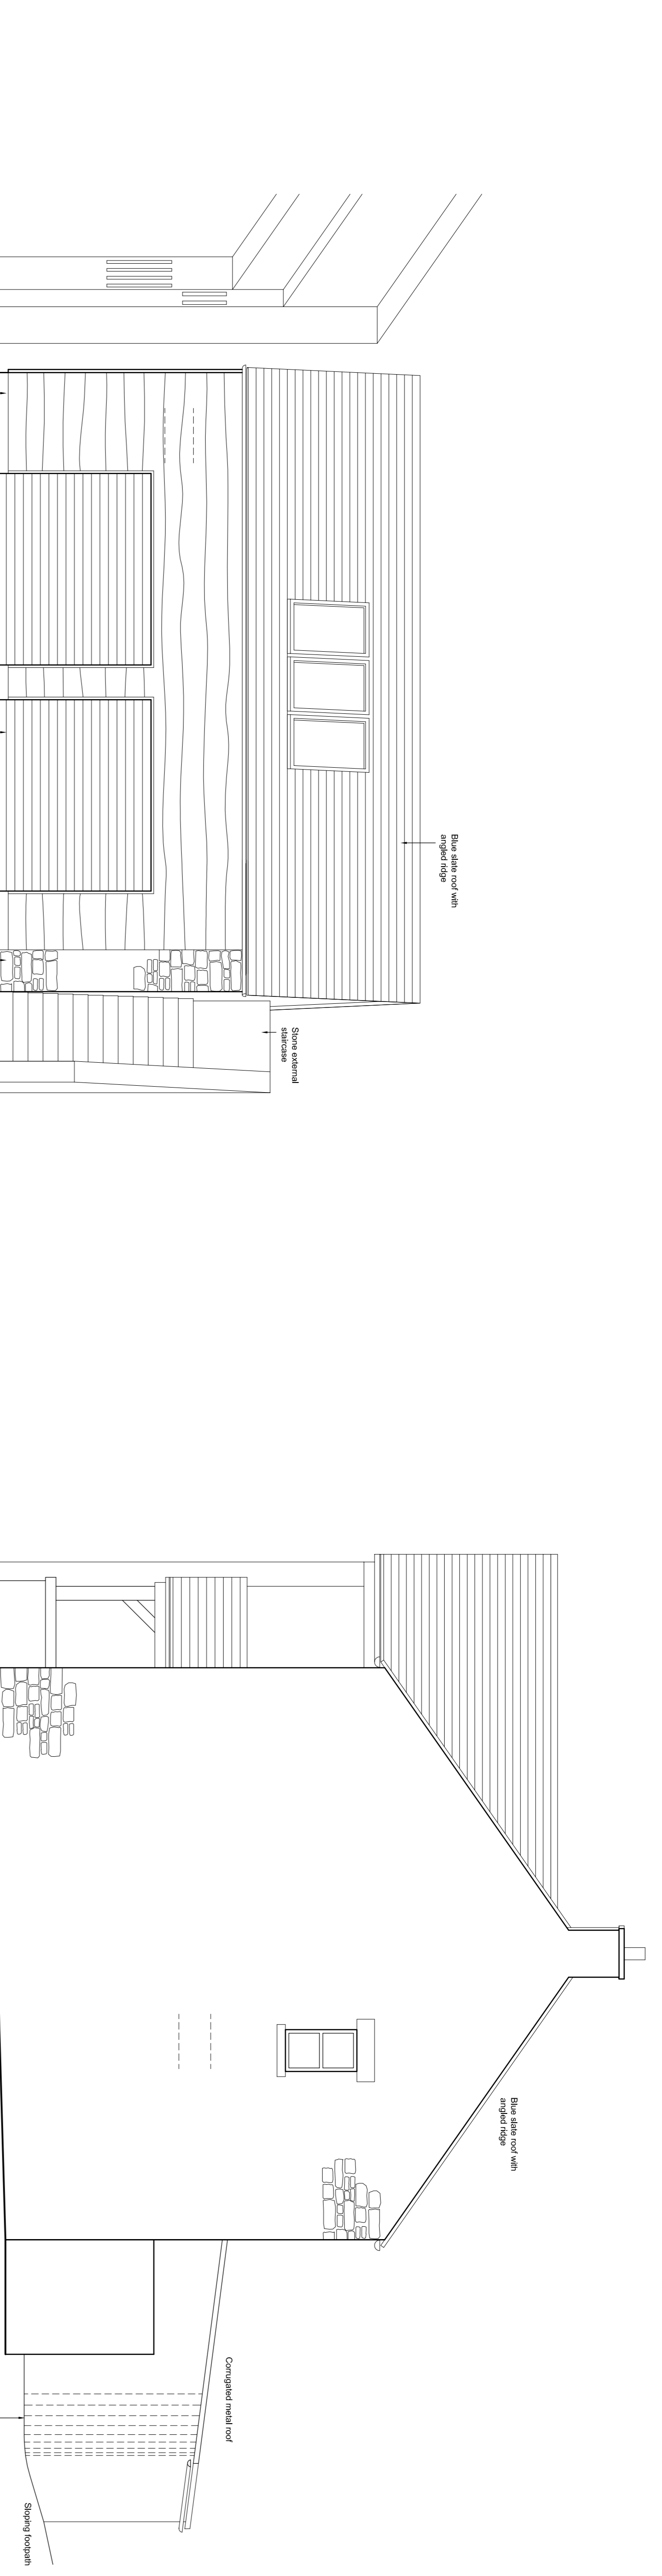 Blue slate roof with
angled ridge
Stone external
staircase
Blue slate roof with
angled ridge
Corrugated metal roof
Sloping footpath